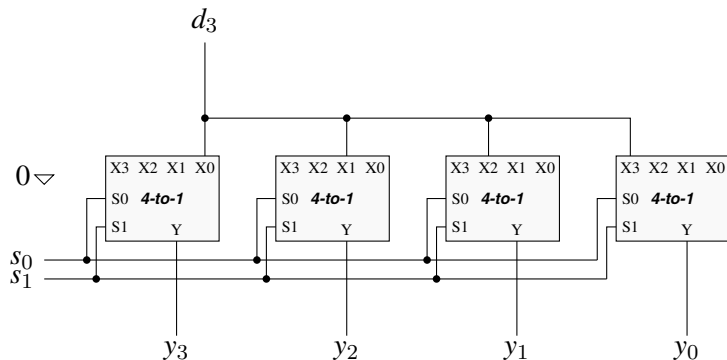 d3
X3 X2 X1 X0 X3 X2 X1 X0 X3 X2 X1 X0 X3 X2 X1 X0
0
S0 4-to-1 S0 4-to-1 S0 4-to-1 S0 4-to-1
S1 Y S1 Y S1 Y S1 Y
s0
s1
y3 y2 y1 y0